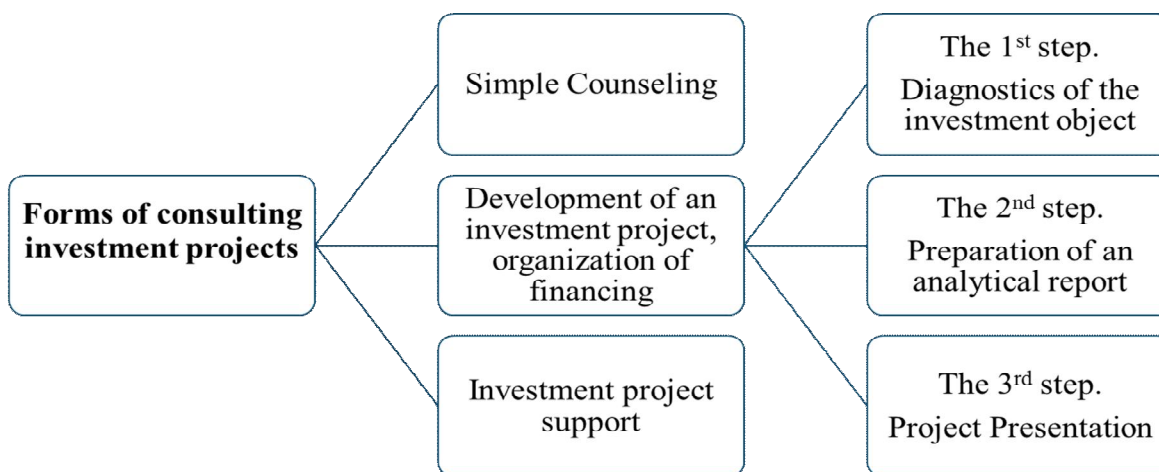 Forms of consulting
investment projects
Simple Counseling
Development of an
investment project,
organization of
financing
Investment project
support
The 1st step.
Diagnostics of the
investment object
The 2nd step.
Preparation of an
analytical report
The 3rd step.
Project Presentation